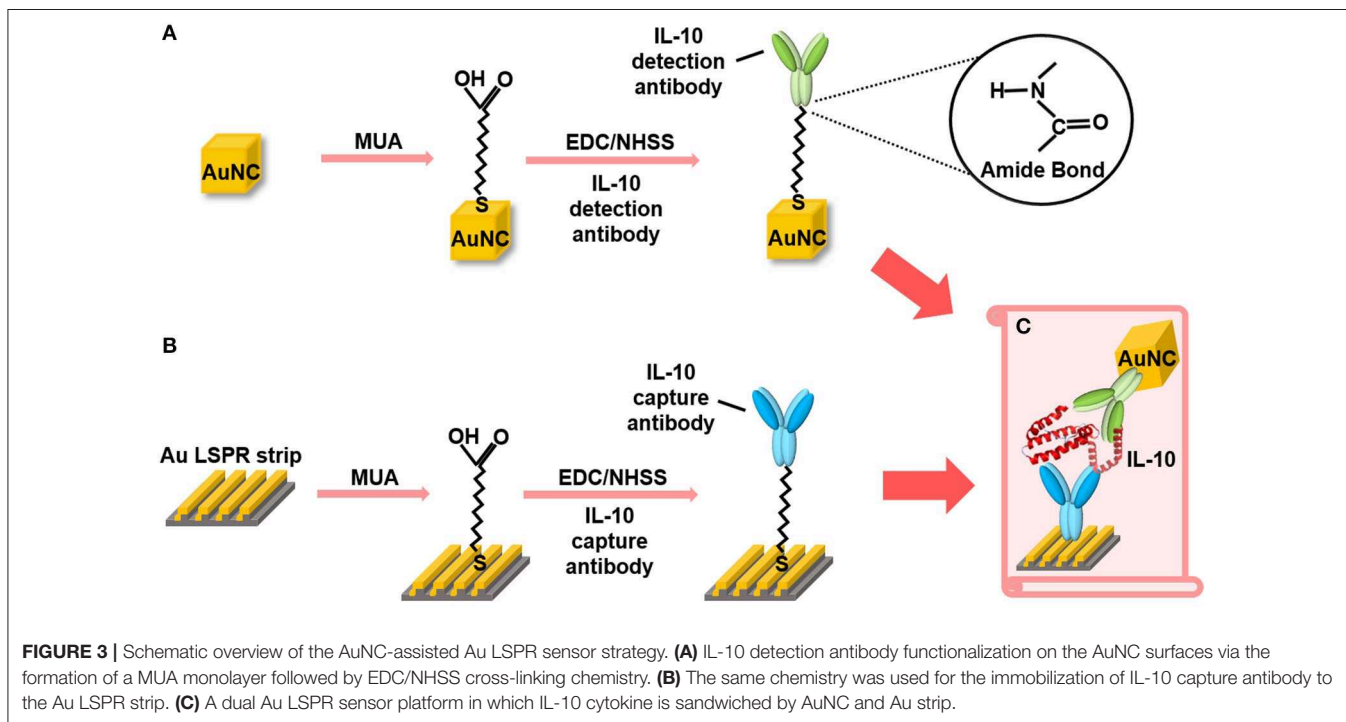 A
AuNC
MUA
OH
O
S
AuNC
EDC/NHSS
IL-10
detection
antibody
IL-10
detection
antibody
S
AuNC
H
N
C
O
Amide Bond
B
Au LSPR strip
MUA
OH
O
S
EDC/NHSS
IL-10
capture
antibody
IL-10
capture
antibody
S
C
AuNC
IL-10
FIGURE 3 | Schematic overview of the AuNC-assisted Au LSPR sensor strategy. (A) IL-10 detection antibody functionalization on the AuNC surfaces via the
formation of a MUA monolayer followed by EDC/NHSS cross-linking chemistry. (B) The same chemistry was used for the immobilization of IL-10 capture antibody to
the Au LSPR strip. (C) A dual Au LSPR sensor platform in which IL-10 cytokine is sandwiched by AuNC and Au strip.